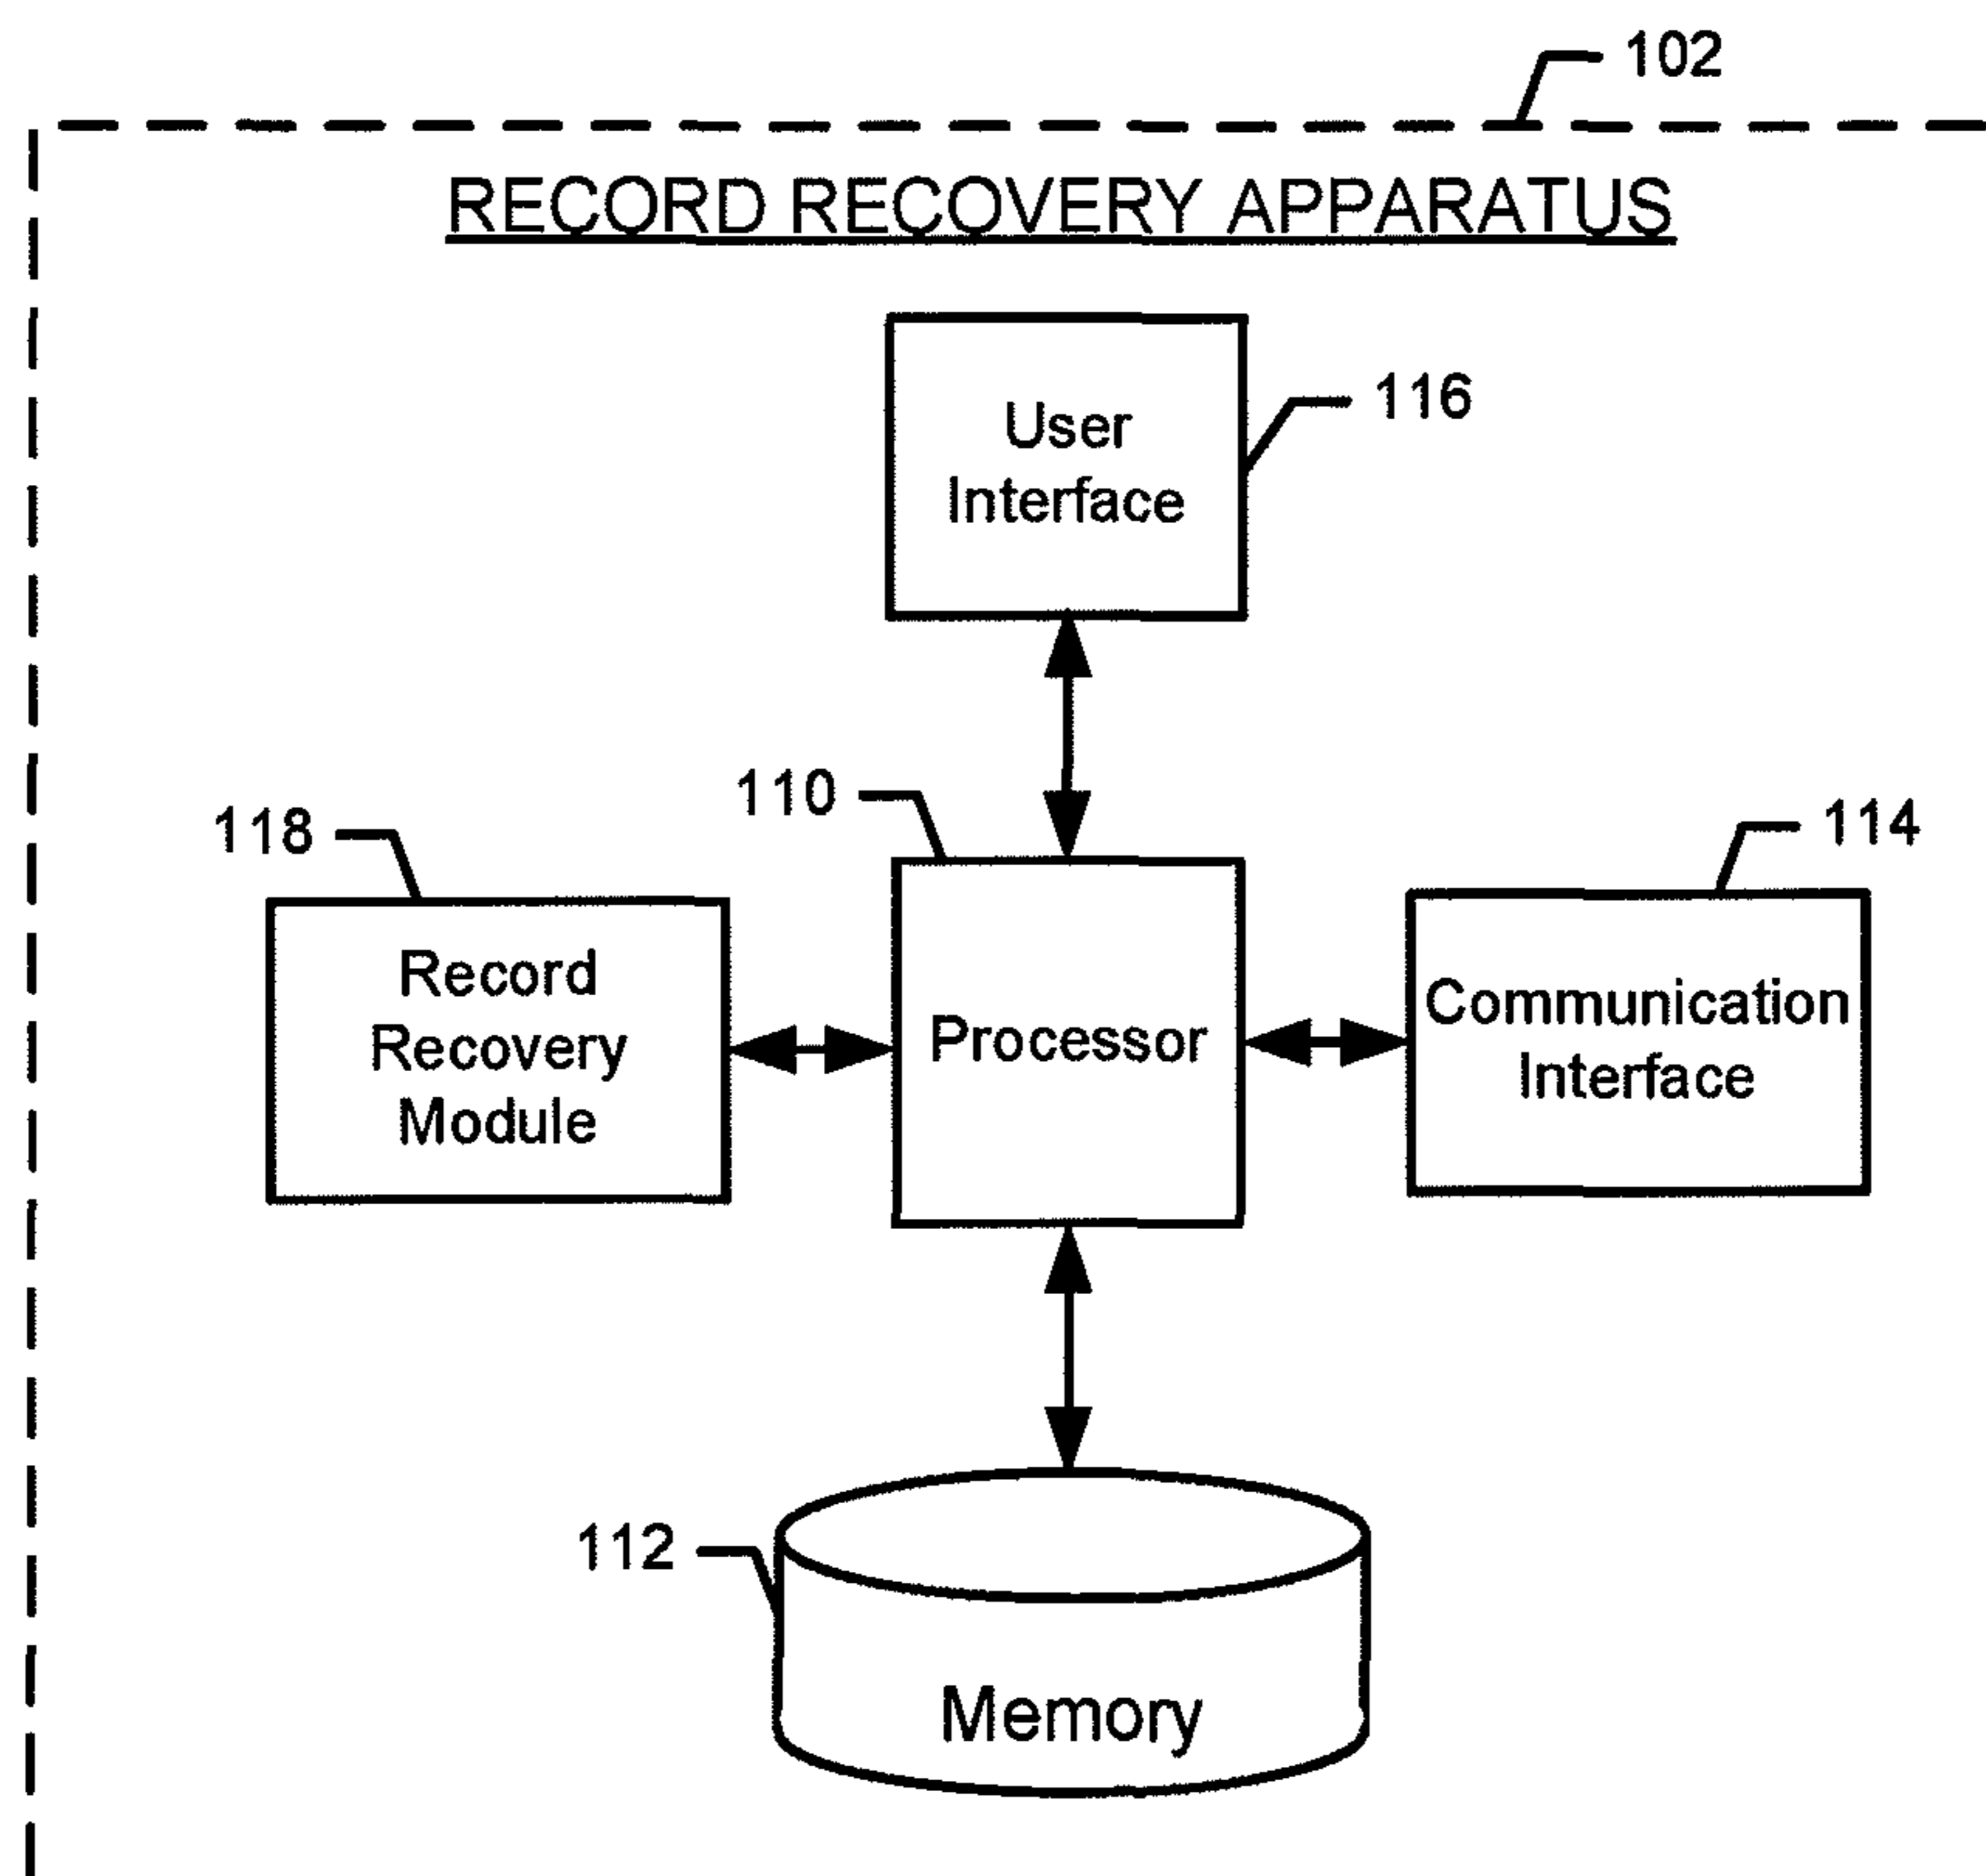 102
RECORD RECOVERY APPARATUS
User
Interface
116
110
118
114
Record
Recovery
Module
Processor
Communication
Interface
112
Memory